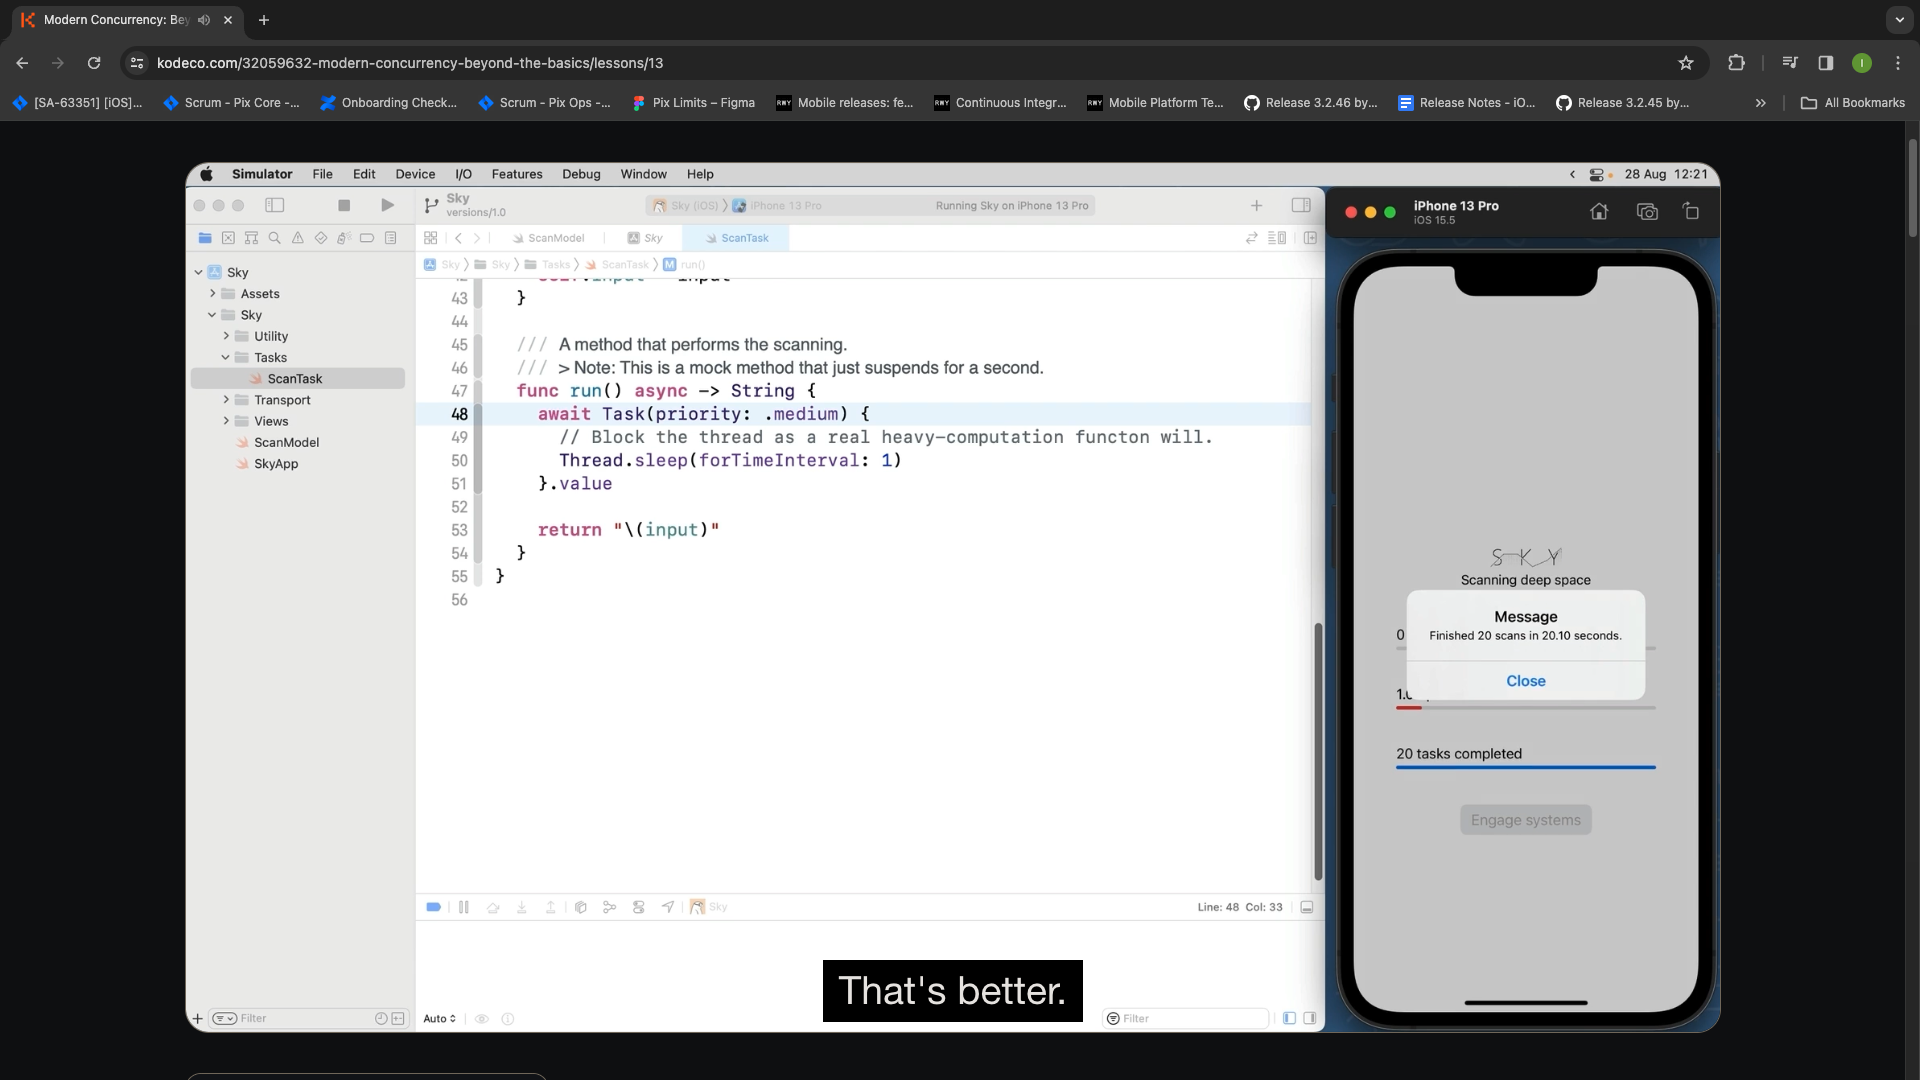 Modern Concurrency: Bey
kodeco.com/32059632-modern-concurrency-beyond-the-basics/lessons/13
I
[SA-63351] [iOS]...
Scrum - Pix Core -...
Onboarding Check...
Scrum - Pix Ops -...
Pix Limits – Figma
RWY
Mobile releases: fe...
RWY
Continuous Integr...
RWY
Mobile Platform Te...
Release 3.2.46 by...
Release Notes - iO...
Release 3.2.45 by...
All Bookmarks
Simulator File Edit Device I/O Features Debug Window Help
28 Aug 12:21
Sky
versions/1.0
Sky (iOS) 〉 iPhone 13 Pro
Running Sky on iPhone 13 Pro
ScanModel
Sky
ScanTask
Sky 〉 Sky 〉 Tasks 〉 ScanTask 〉 M run()
Sky
Assets
Sky
Utility
Tasks
ScanTask
Transport
Views
ScanModel
SkyApp
43 }
44
45 /// A method that performs the scanning.
46 /// > Note: This is a mock method that just suspends for a second.
47 func run() async -> String {
48 await Task(priority: .medium) {
49 // Block the thread as a real heavy-computation functon will.
50 Thread.sleep(forTimeInterval: 1)
51 }.value
52
53 return "\(input)"
54 }
55 }
56
Sky
Line: 48 Col: 33
Auto
Filter
Filter
That's better.
iPhone 13 Pro
iOS 15.5
S-K_Y
Scanning deep space
Message
Finished 20 scans in 20.10 seconds.
Close
0
20 tasks completed
Engage systems